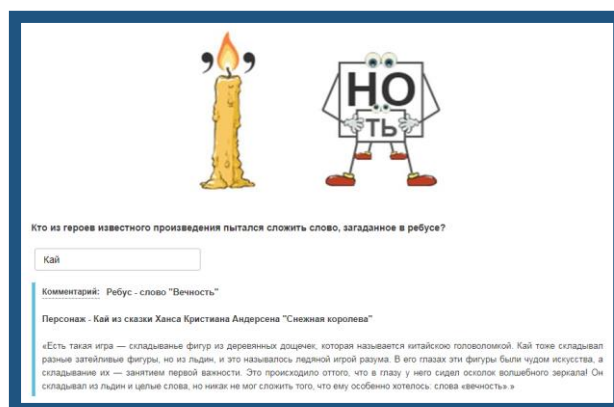 , ,
НО
ТЬ
Кто из героев известного произведения пытался сложить слово, загаданное в ребусе?
Кай
Комментарий: Ребус - слово "Вечность"
Персонаж - Кай из сказки Ханса Кристиана Андерсена "Снежная королева"
«Есть такая игра — складыванье фигур из деревянных дощечек, которая называется китайскою головоломкой. Кай тоже складывал
разные затейливые фигуры, но из льдин, и это называлось ледяной игрой разума. В его глазах эти фигуры были чудом искусства, а
складывание их — занятием первой важности. Это происходило оттого, что в глазу у него сидел осколок волшебного зеркала! Он
складывал из льдин и целые слова, но никак не мог сложить того, что ему особенно хотелось: слова «вечность».»